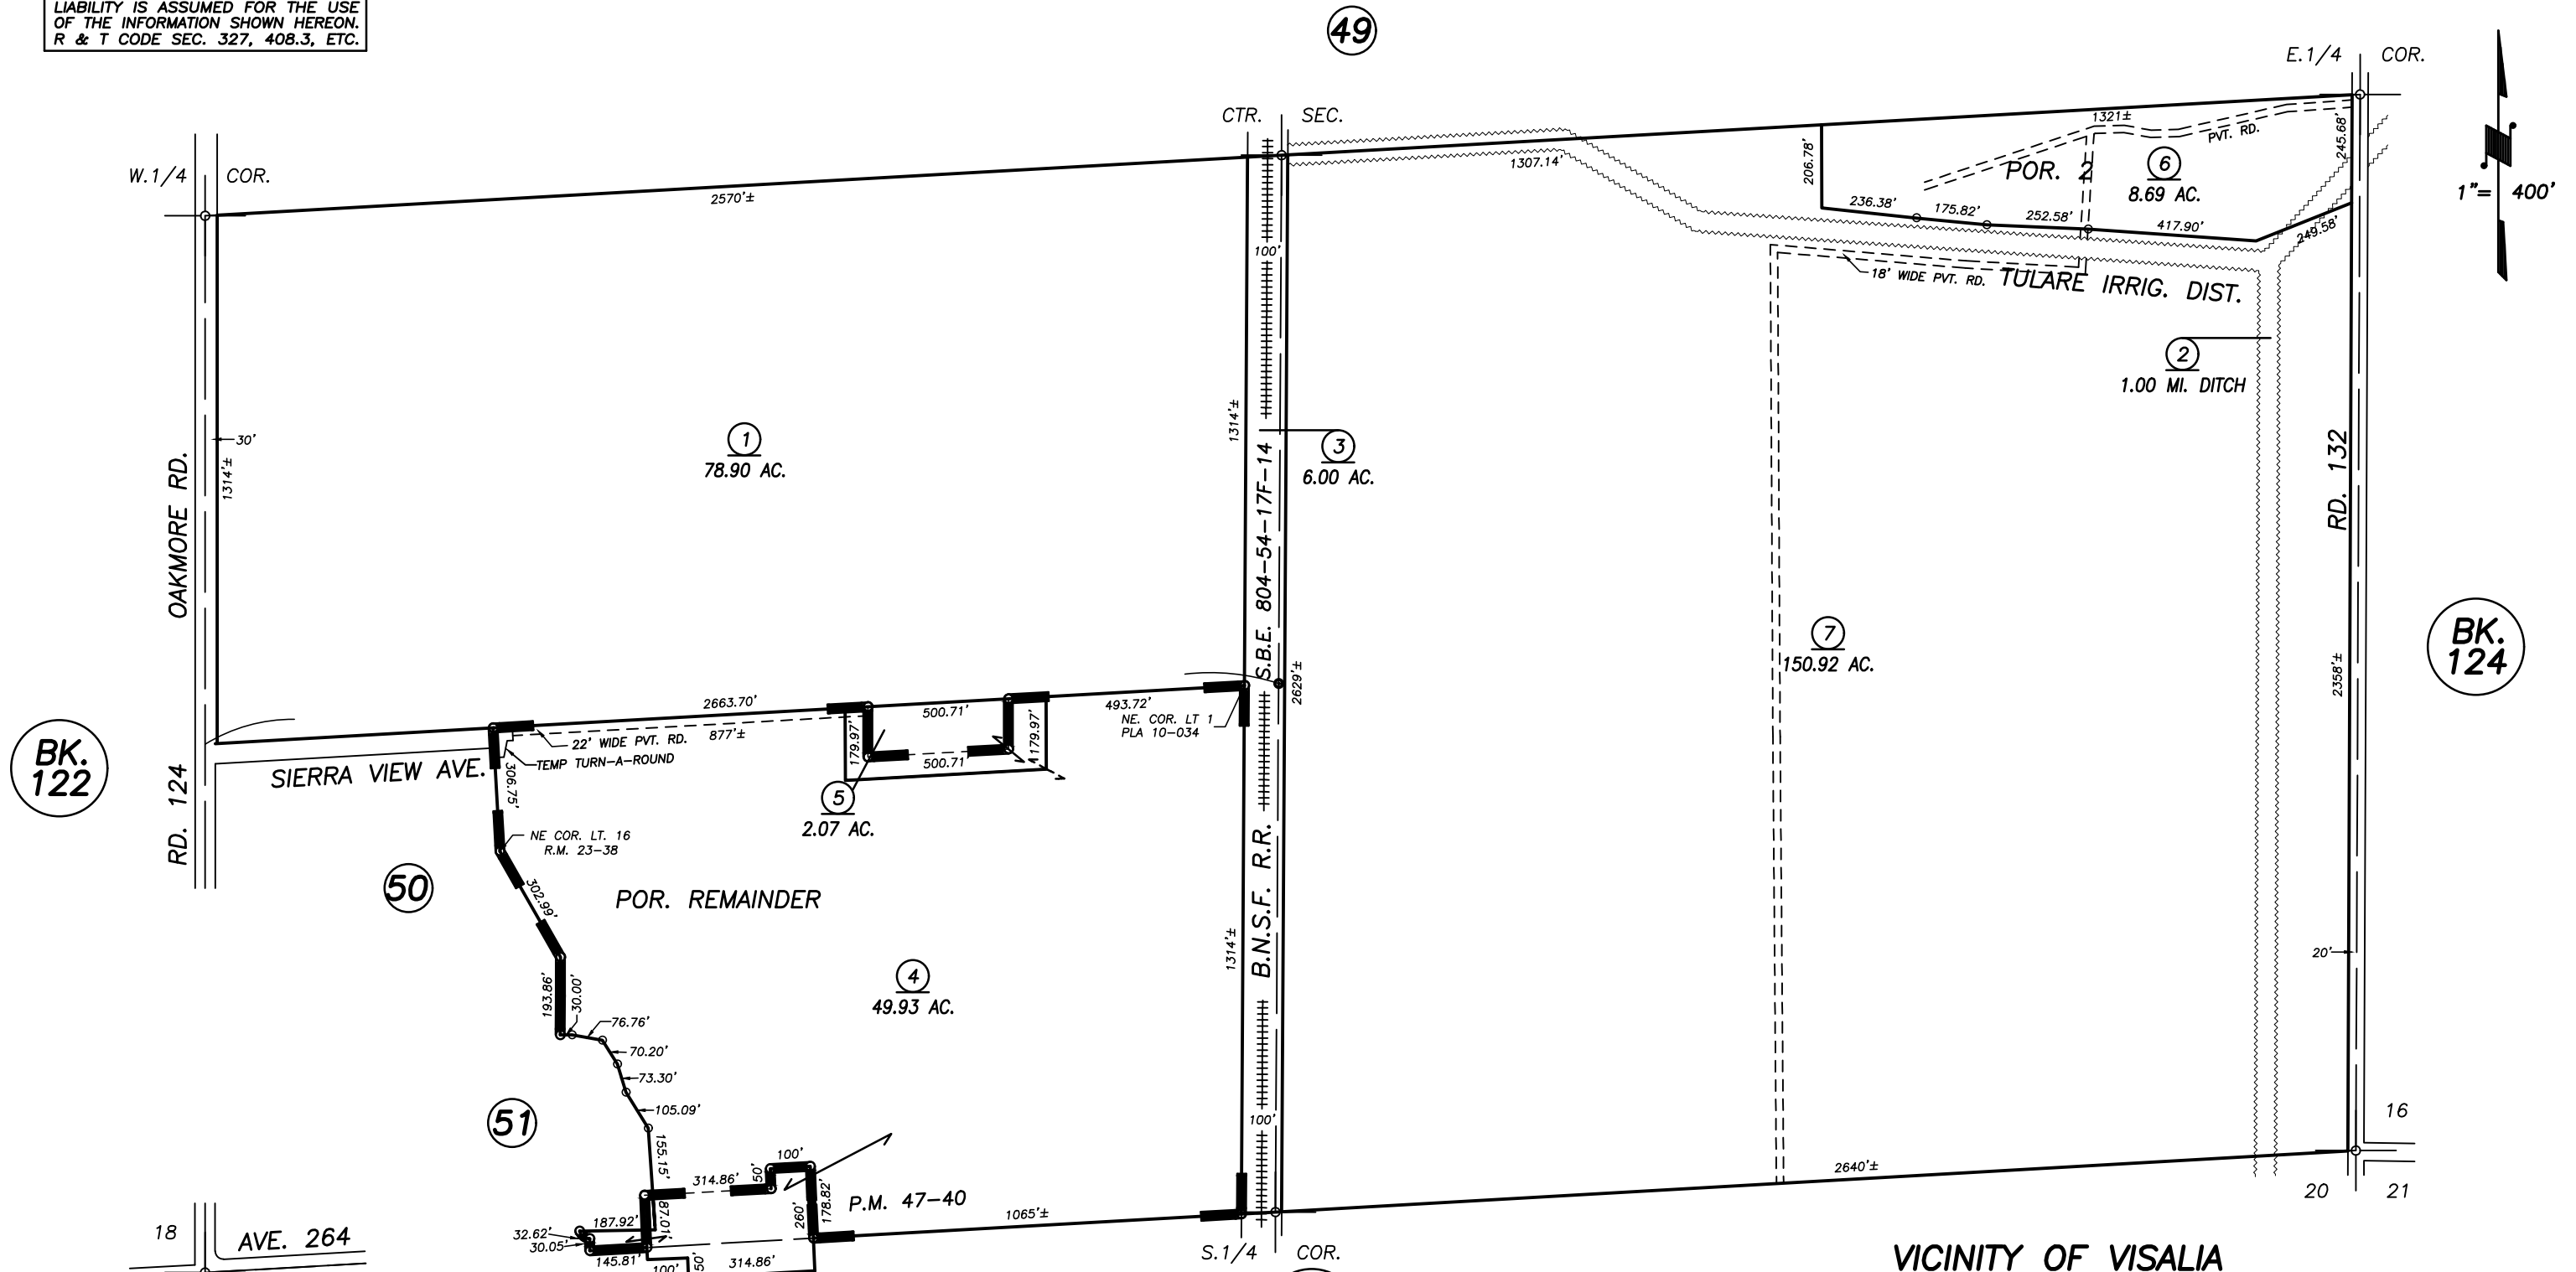 LIABILITY IS ASSUMED FOR THE USE
OF THE INFORMATION SHOWN HEREON.
R & T CODE SEC. 327, 408.3, ETC.
49
E.1/4 COR.
CTR. SEC.
W.1/4 COR.
1"= 400'
2570'±
1307.14'
1321±
PVT. RD.
245.68'
206.78'
POR. 2
6
8.69 AC.
236.38'
175.82'
252.58'
417.90'
249.58'
100'
18' WIDE PVT. RD.
TULARE IRRIG. DIST.
2
1.00 MI. DITCH
30'
1314'±
OAKMORE RD.
1
78.90 AC.
1314'±
S.B.E. 804-54-17F-14
3
6.00 AC.
RD. 132
7
150.92 AC.
BK.
124
2629'±
2358'±
2663.70'
877'±
22' WIDE PVT. RD.
TEMP TURN-A-ROUND
500.71'
179.97'
500.71'
179.97'
493.72'
NE. COR. LT 1
PLA 10-034
BK.
122
SIERRA VIEW AVE.
RD. 124
306.75'
5
2.07 AC.
NE COR. LT. 16
R.M. 23-38
50
302.99'
POR. REMAINDER
B.N.S.F. R.R.
1314'±
20'
4
49.93 AC.
193.86'
30.00'
76.76'
70.20'
73.30'
105.09'
51
155.15'
100'
16
100'
50'
314.86'
178.82'
260'
87.01'
P.M. 47-40
1065'±
2640'±
20 21
18
AVE. 264
187.92'
32.62'
30.05'
145.81'
100'
314.86'
S.1/4 COR.
VICINITY OF VISALIA